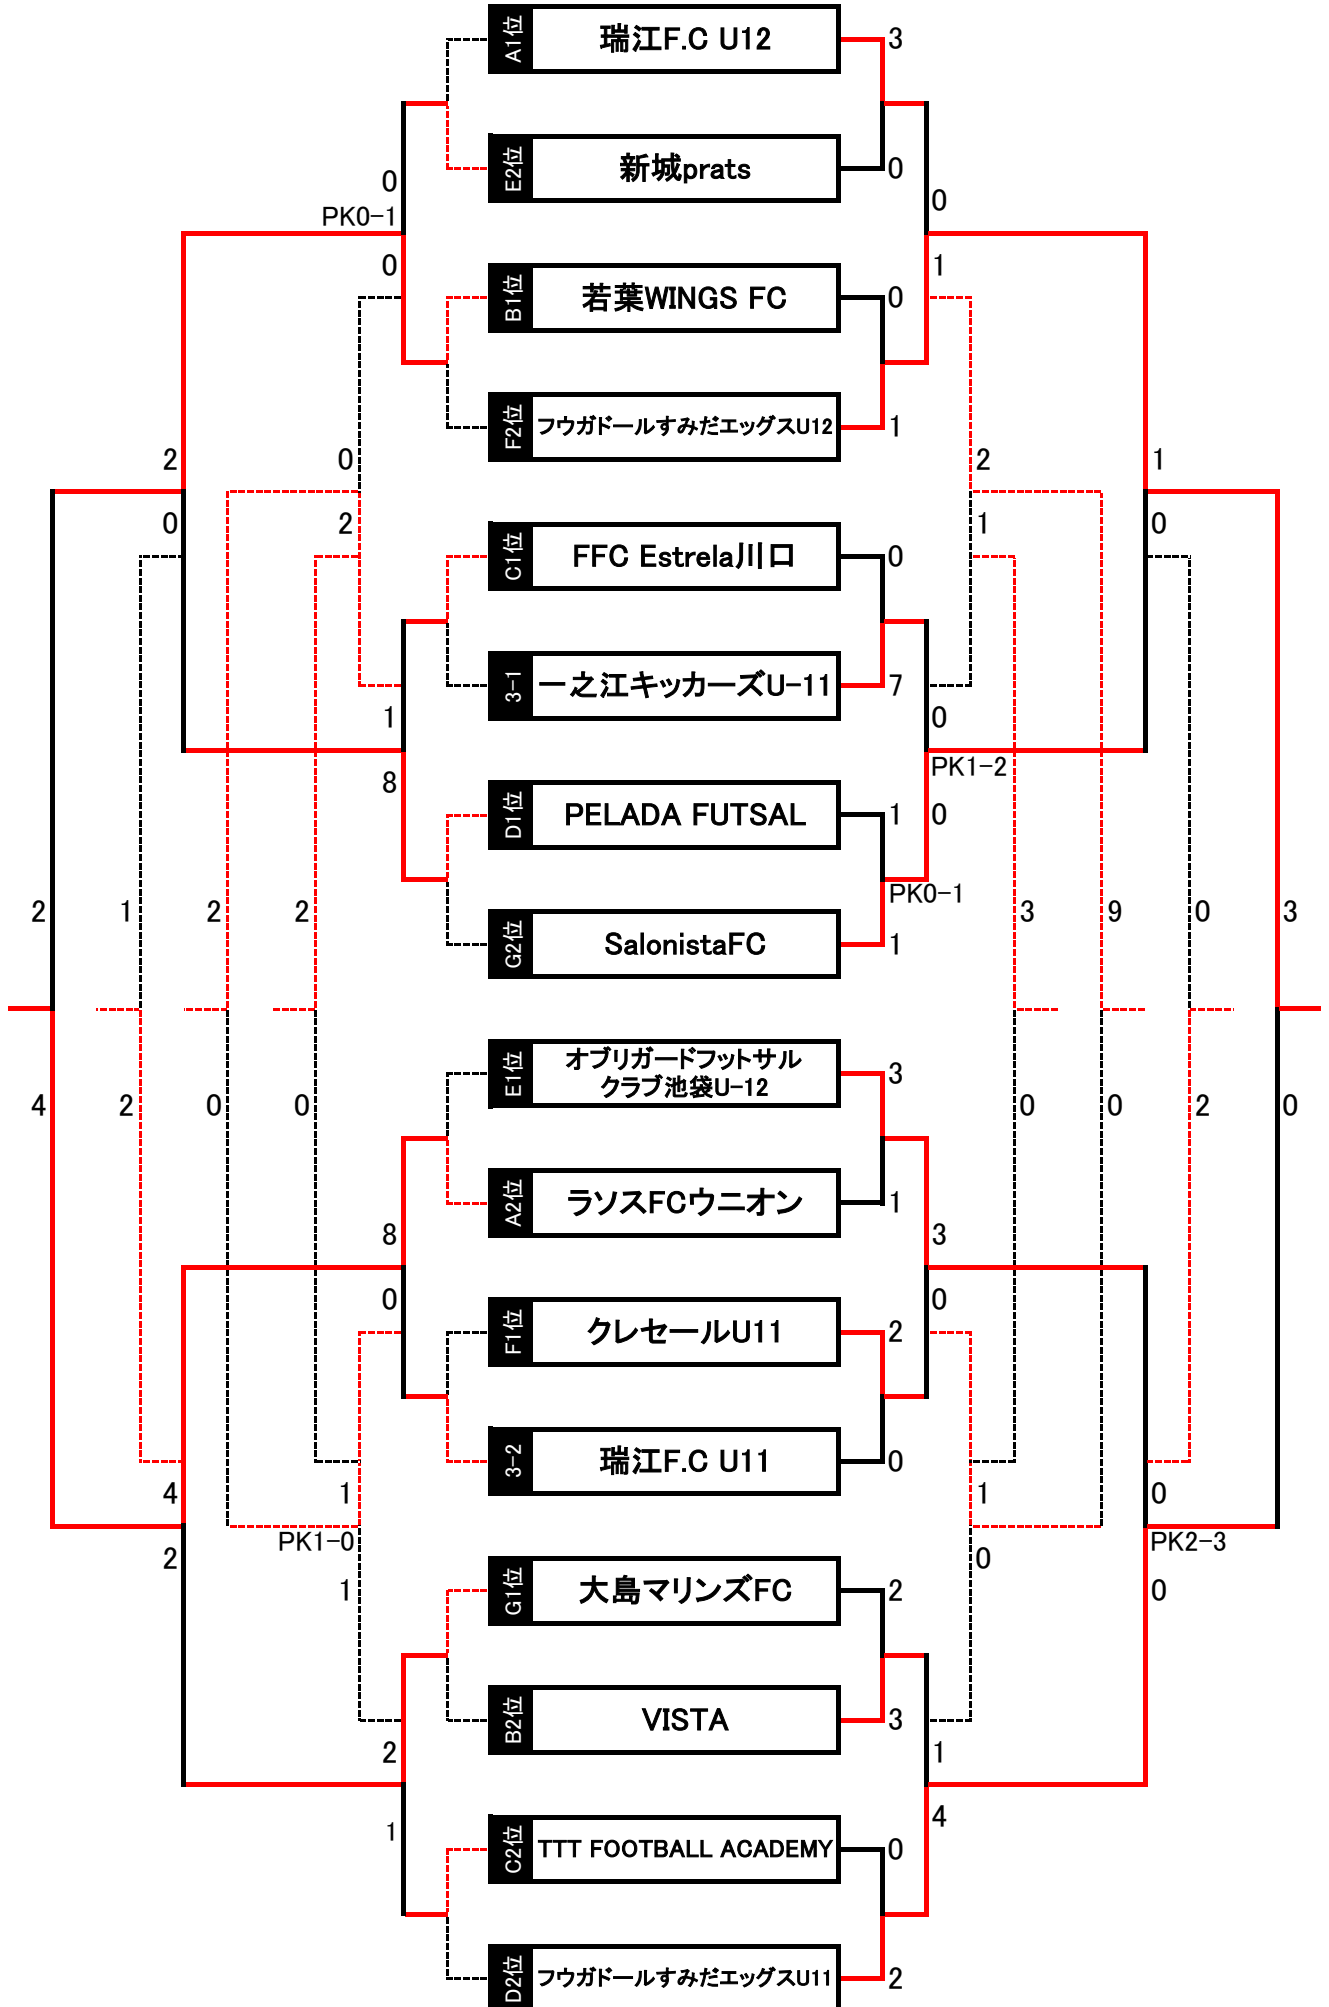 A1位 瑞江F.C U12 3
E2位 新城prats 0
0 0
PK0-1
0 1
B1位 若葉WINGS FC 0
F2位 フウガドールすみだエッグスU12 1
2 0 2 1
0 2 1 0
C1位 FFC Estrela川口 0
3-1 一之江キッカーズU-11 7
1 0
PK1-2
8 0
D1位 PELADA FUTSAL 1
PK0-1
2 1 2 2 3 9 0 3
G2位 SalonistaFC 1
E1位 オブリガードフットサル
クラブ池袋U-12 3
4 2 0 0 0 0 2 0
A2位 ラソスFCウニオン 1
8 3
0 0
F1位 クレセールU11 2
3-2 瑞江F.C U11 0
4 1 1 0
PK1-0 PK2-3
2 1 0 0
G1位 大島マリンズFC 2
B2位 VISTA 3
2 1
1 4
C2位 TTT FOOTBALL ACADEMY 0
D2位 フウガドールすみだエッグスU11 2